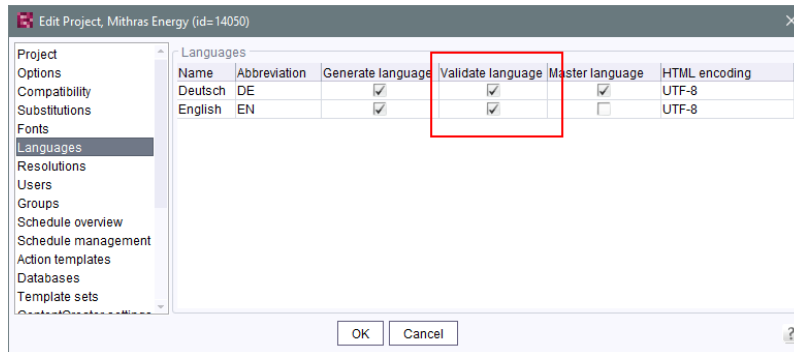 Edit Project, Mithras Energy (id=14050)
Project
Options
Compatibility
Substitutions
Fonts
Languages
Resolutions
Users
Groups
Schedule overview
Schedule management
Action templates
Databases
Template sets
Languages
Name Abbreviation Generate language Validate language Master language HTML encoding
Deutsch DE UTF-8
English EN UTF-8
OK Cancel
?